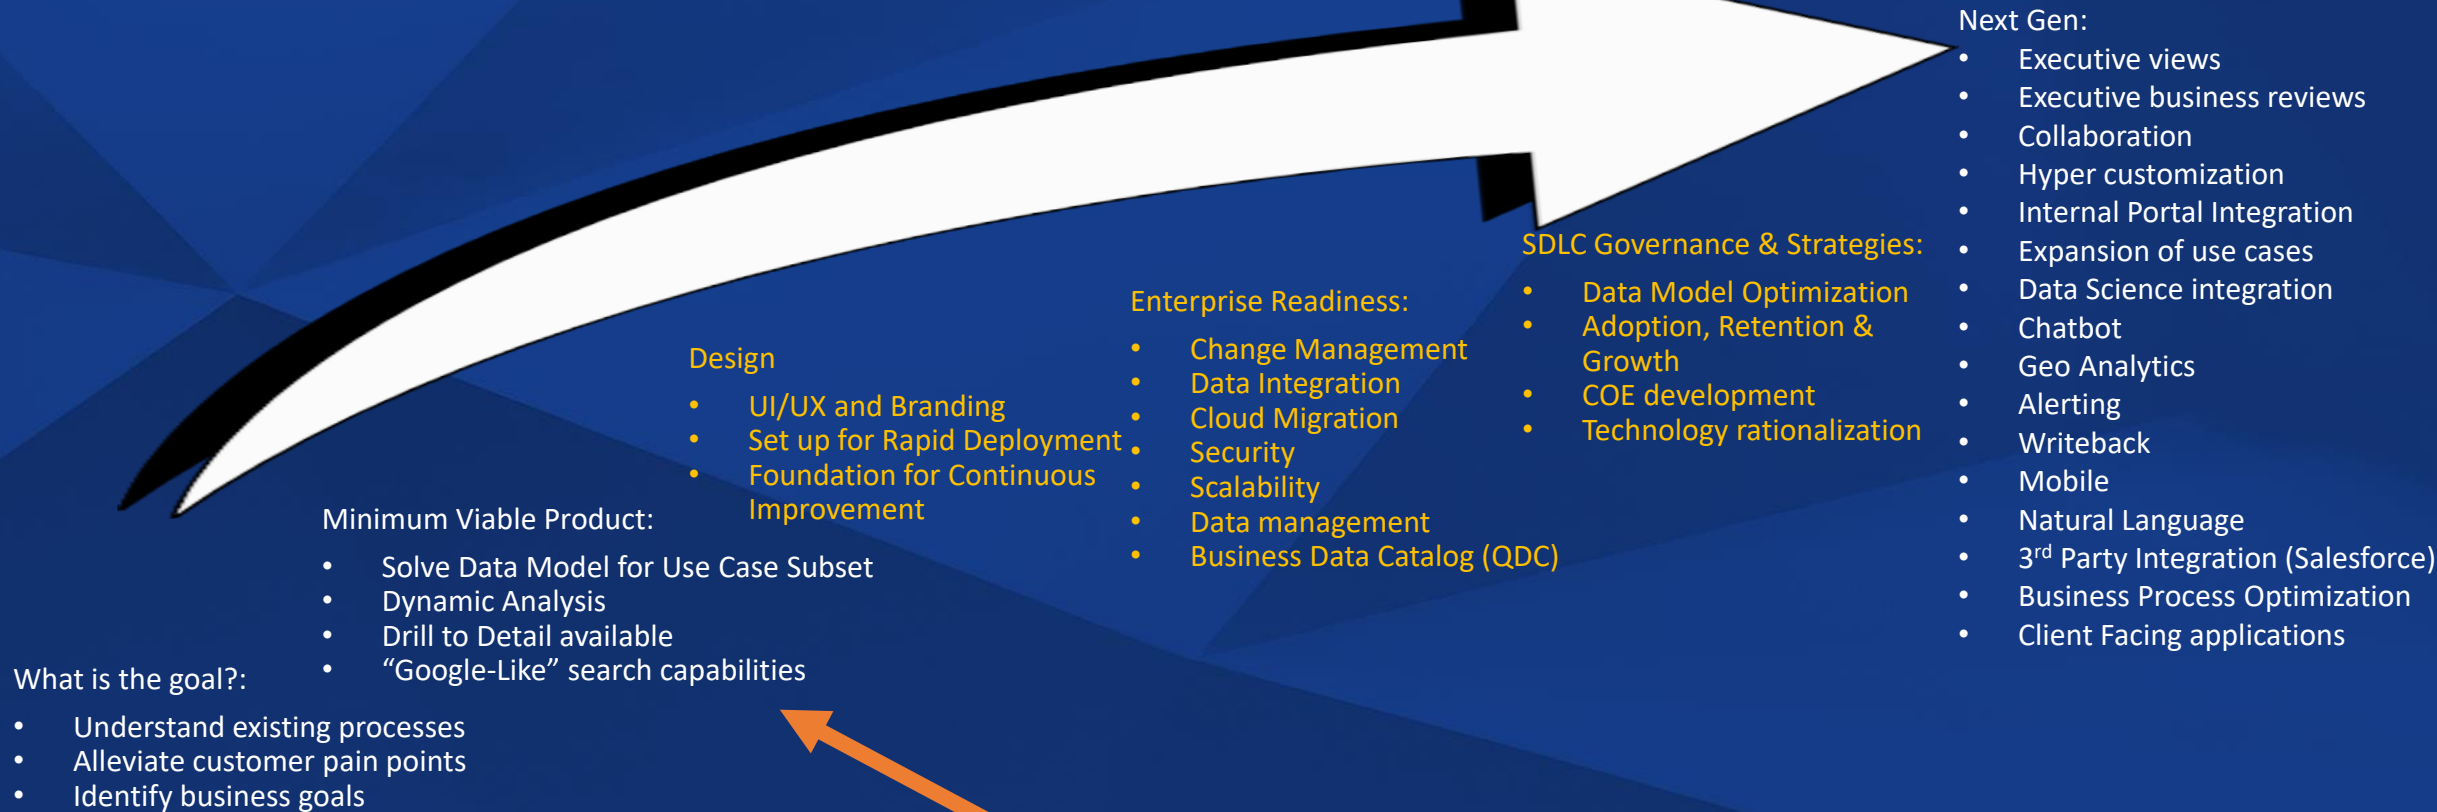 What is the goal?:
• Understand existing processes
• Alleviate customer pain points
• Identify business goals
Minimum Viable Product:
• Solve Data Model for Use Case Subset
• Dynamic Analysis
• Drill to Detail available
• “Google-Like” search capabilities
Design
• UI/UX and Branding
• Set up for Rapid Deployment
• Foundation for Continuous
Improvement
Enterprise Readiness:
• Change Management
• Data Integration
• Cloud Migration
• Security
• Scalability
• Data management
• Business Data Catalog (QDC)
SDLC Governance & Strategies:
• Data Model Optimization
• Adoption, Retention &
Growth
• COE development
• Technology rationalization
Next Gen:
• Executive views
• Executive business reviews
• Collaboration
• Hyper customization
• Internal Portal Integration
• Expansion of use cases
• Data Science integration
• Chatbot
• Geo Analytics
• Alerting
• Writeback
• Mobile
• Natural Language
• 3rd Party Integration (Salesforce)
• Business Process Optimization
• Client Facing applications